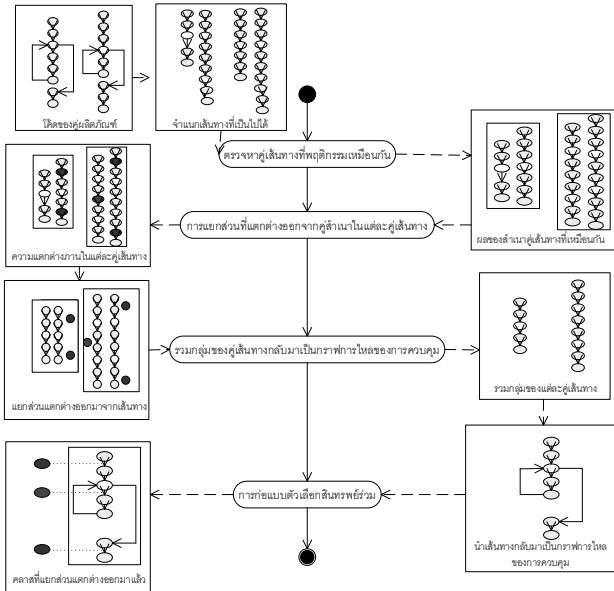 โค้ดของคู่ผลิตภัณฑ์
จำแนกเส้นทางที่เป็นไปได้
ตรวจหาคู่เส้นทางที่พฤติกรรมเหมือนกัน
ผลของสำเนาคู่เส้นทางที่เหมือนกัน
การแยกส่วนที่แตกต่างออกจากคู่สำเนาในแต่ละคู่เส้นทาง
ความแตกต่างภายในแต่ละคู่เส้นทาง
แยกส่วนแตกต่างออกมาจากเส้นทาง
รวมกลุ่มของคู่เส้นทางกลับมาเป็นกราฟการไหลของการควบคุม
รวมกลุ่มของแต่ละคู่เส้นทาง
นำเส้นทางกลับมาเป็นกราฟการไหล
ของการควบคุม
การก่อแบบตัวเลือกสินทรัพย์ร่วม
คลาสที่แยกส่วนแตกต่างออกมาแล้ว